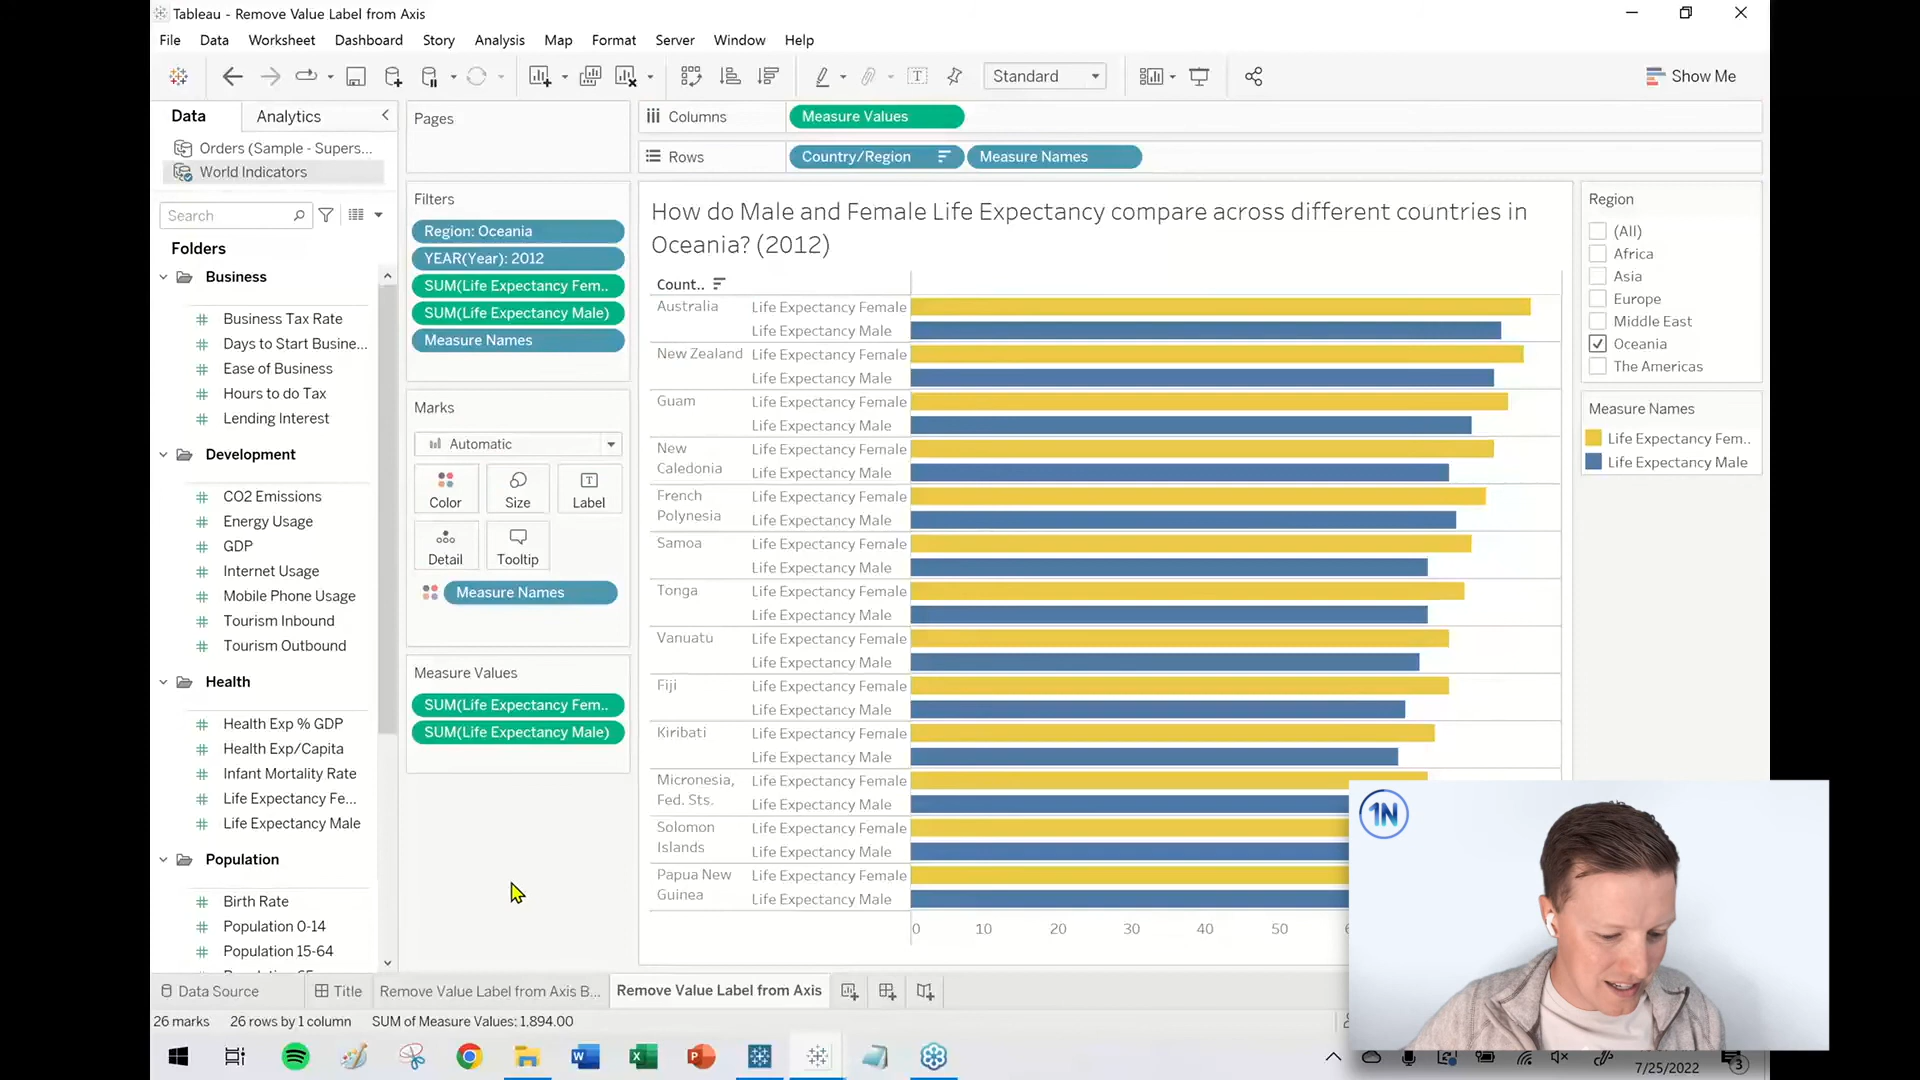 Tableau - Remove Value Label from Axis
File Data Worksheet Dashboard Story Analysis Map Format Server Window Help
Standard
Show Me
Data
Analytics
Orders (Sample - Supers...
World Indicators
Search
Folders
Business
Business Tax Rate
Days to Start Busine...
Ease of Business
Hours to do Tax
Lending Interest
Development
CO2 Emissions
Energy Usage
GDP
Internet Usage
Mobile Phone Usage
Tourism Inbound
Tourism Outbound
Health
Health Exp % GDP
Health Exp/Capita
Infant Mortality Rate
Life Expectancy Fe...
Life Expectancy Male
Population
Birth Rate
Population 0-14
Population 15-64
Pages
Filters
Region: Oceania
YEAR(Year): 2012
SUM(Life Expectancy Fem..
SUM(Life Expectancy Male)
Measure Names
Marks
Automatic
Color
Size
Label
Detail
Tooltip
Measure Names
Measure Values
SUM(Life Expectancy Fem..
SUM(Life Expectancy Male)
Columns
Measure Values
Rows
Country/Region
Measure Names
How do Male and Female Life Expectancy compare across different countries in
Oceania? (2012)
Count..
Australia
Life Expectancy Female
Life Expectancy Male
New Zealand
Life Expectancy Female
Life Expectancy Male
Guam
Life Expectancy Female
Life Expectancy Male
New
Caledonia
Life Expectancy Female
Life Expectancy Male
French
Polynesia
Life Expectancy Female
Life Expectancy Male
Samoa
Life Expectancy Female
Life Expectancy Male
Tonga
Life Expectancy Female
Life Expectancy Male
Vanuatu
Life Expectancy Female
Life Expectancy Male
Fiji
Life Expectancy Female
Life Expectancy Male
Kiribati
Life Expectancy Female
Life Expectancy Male
Micronesia,
Fed. Sts.
Life Expectancy Female
Life Expectancy Male
Solomon
Islands
Life Expectancy Female
Life Expectancy Male
Papua New
Guinea
Life Expectancy Female
Life Expectancy Male
0 10 20 30 40 50
Region
(All)
Africa
Asia
Europe
Middle East
Oceania
The Americas
Measure Names
Life Expectancy Fem..
Life Expectancy Male
1N
Data Source
Title
Remove Value Label from Axis B...
Remove Value Label from Axis
26 marks
26 rows by 1 column
SUM of Measure Values: 1,894.00
7/25/2022
3